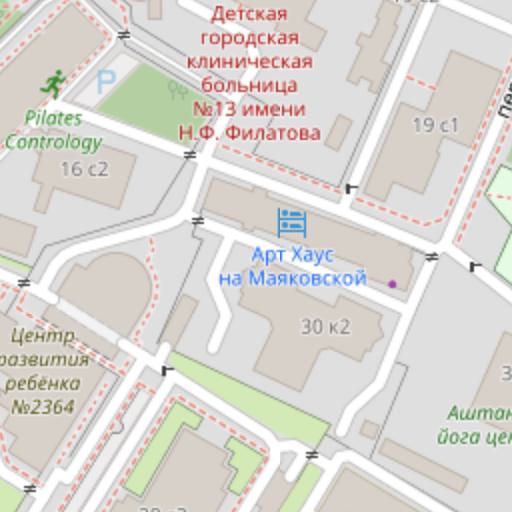 Детская
городская
клиническая
больница
№13 имени
Н.Ф. Филатова
P
Pilates
Contrology
19 с1
16 с2
Арт Хаус
на Маяковской
30 к2
Центр
развития
ребёнка
№2364
Аштан
йога цен